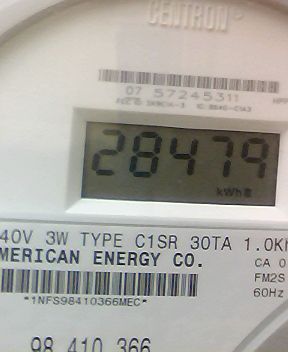 CENTRON
07 57245311
28479
kWh
40V 3W TYPE C1SR 30TA 1.0Kh
MERICAN ENERGY CO.
CA 0
FM2S
60Hz
*1NFS98410366MEC*
98 410 366